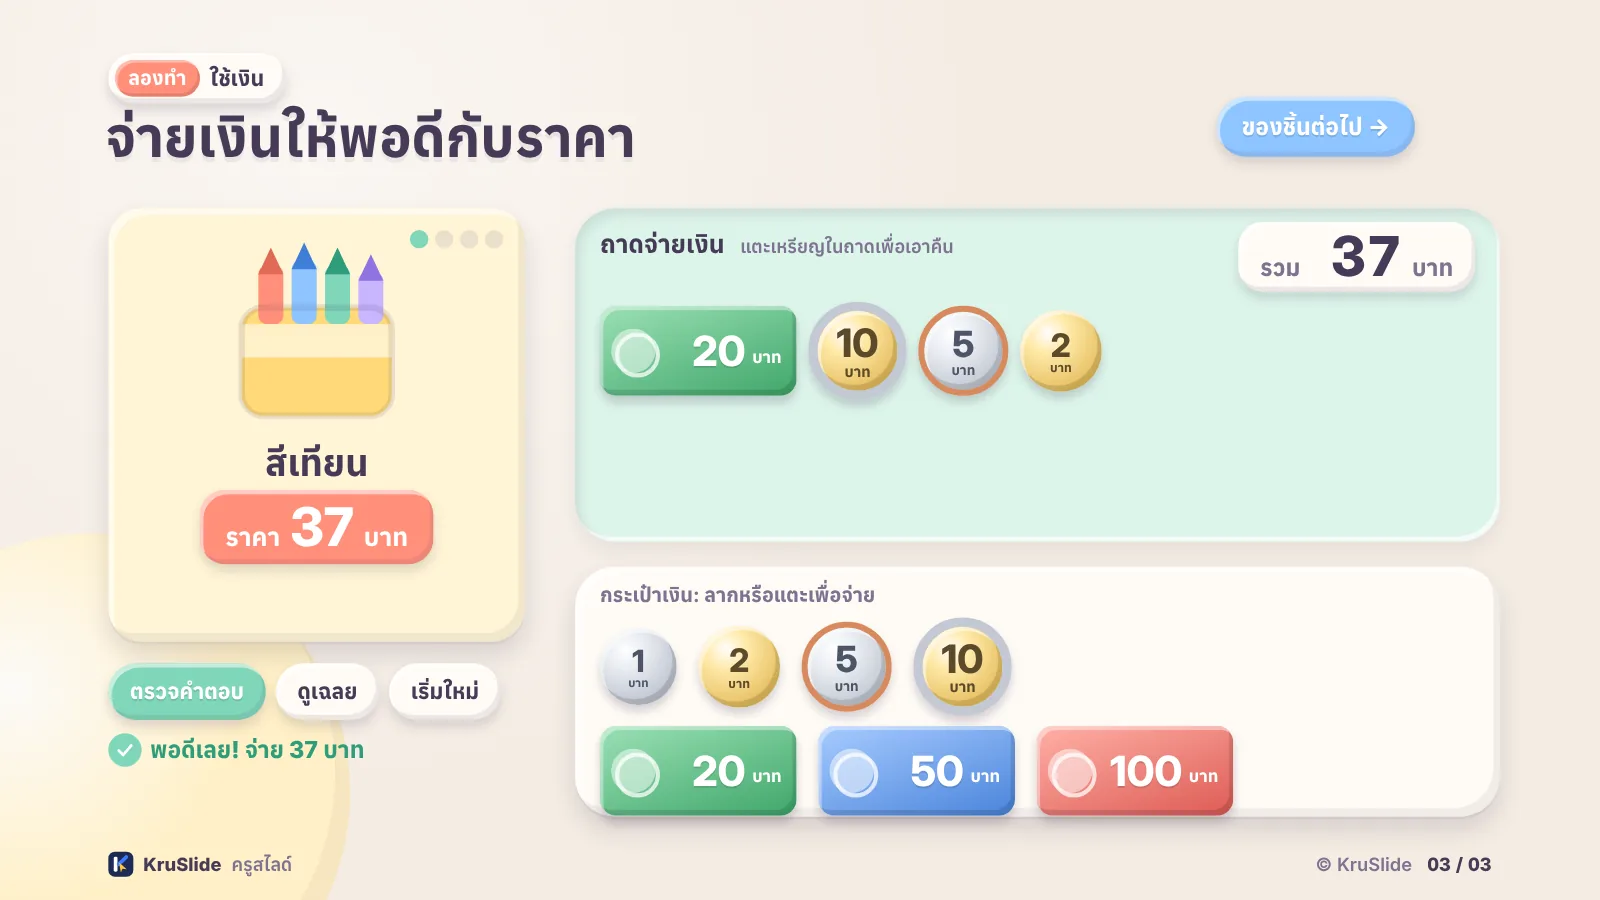 ลองทำ ใช้เงิน
จ่ายเงินให้พอดีกับราคา
ของชิ้นต่อไป →
สีเทียน
ราคา 37 บาท
ตรวจคำตอบ ดูเฉลย เริ่มใหม่
พอดีเลย! จ่าย 37 บาท
ถาดจ่ายเงิน แตะเหรียญในถาดเพื่อเอาคืน
รวม 37 บาท
20 บาท
10 บาท
5 บาท
2 บาท
กระเป๋าเงิน: ลากหรือแตะเพื่อจ่าย
1 บาท
2 บาท
5 บาท
10 บาท
20 บาท
50 บาท
100 บาท
KruSlide ครูสไลด์
© KruSlide 03 / 03